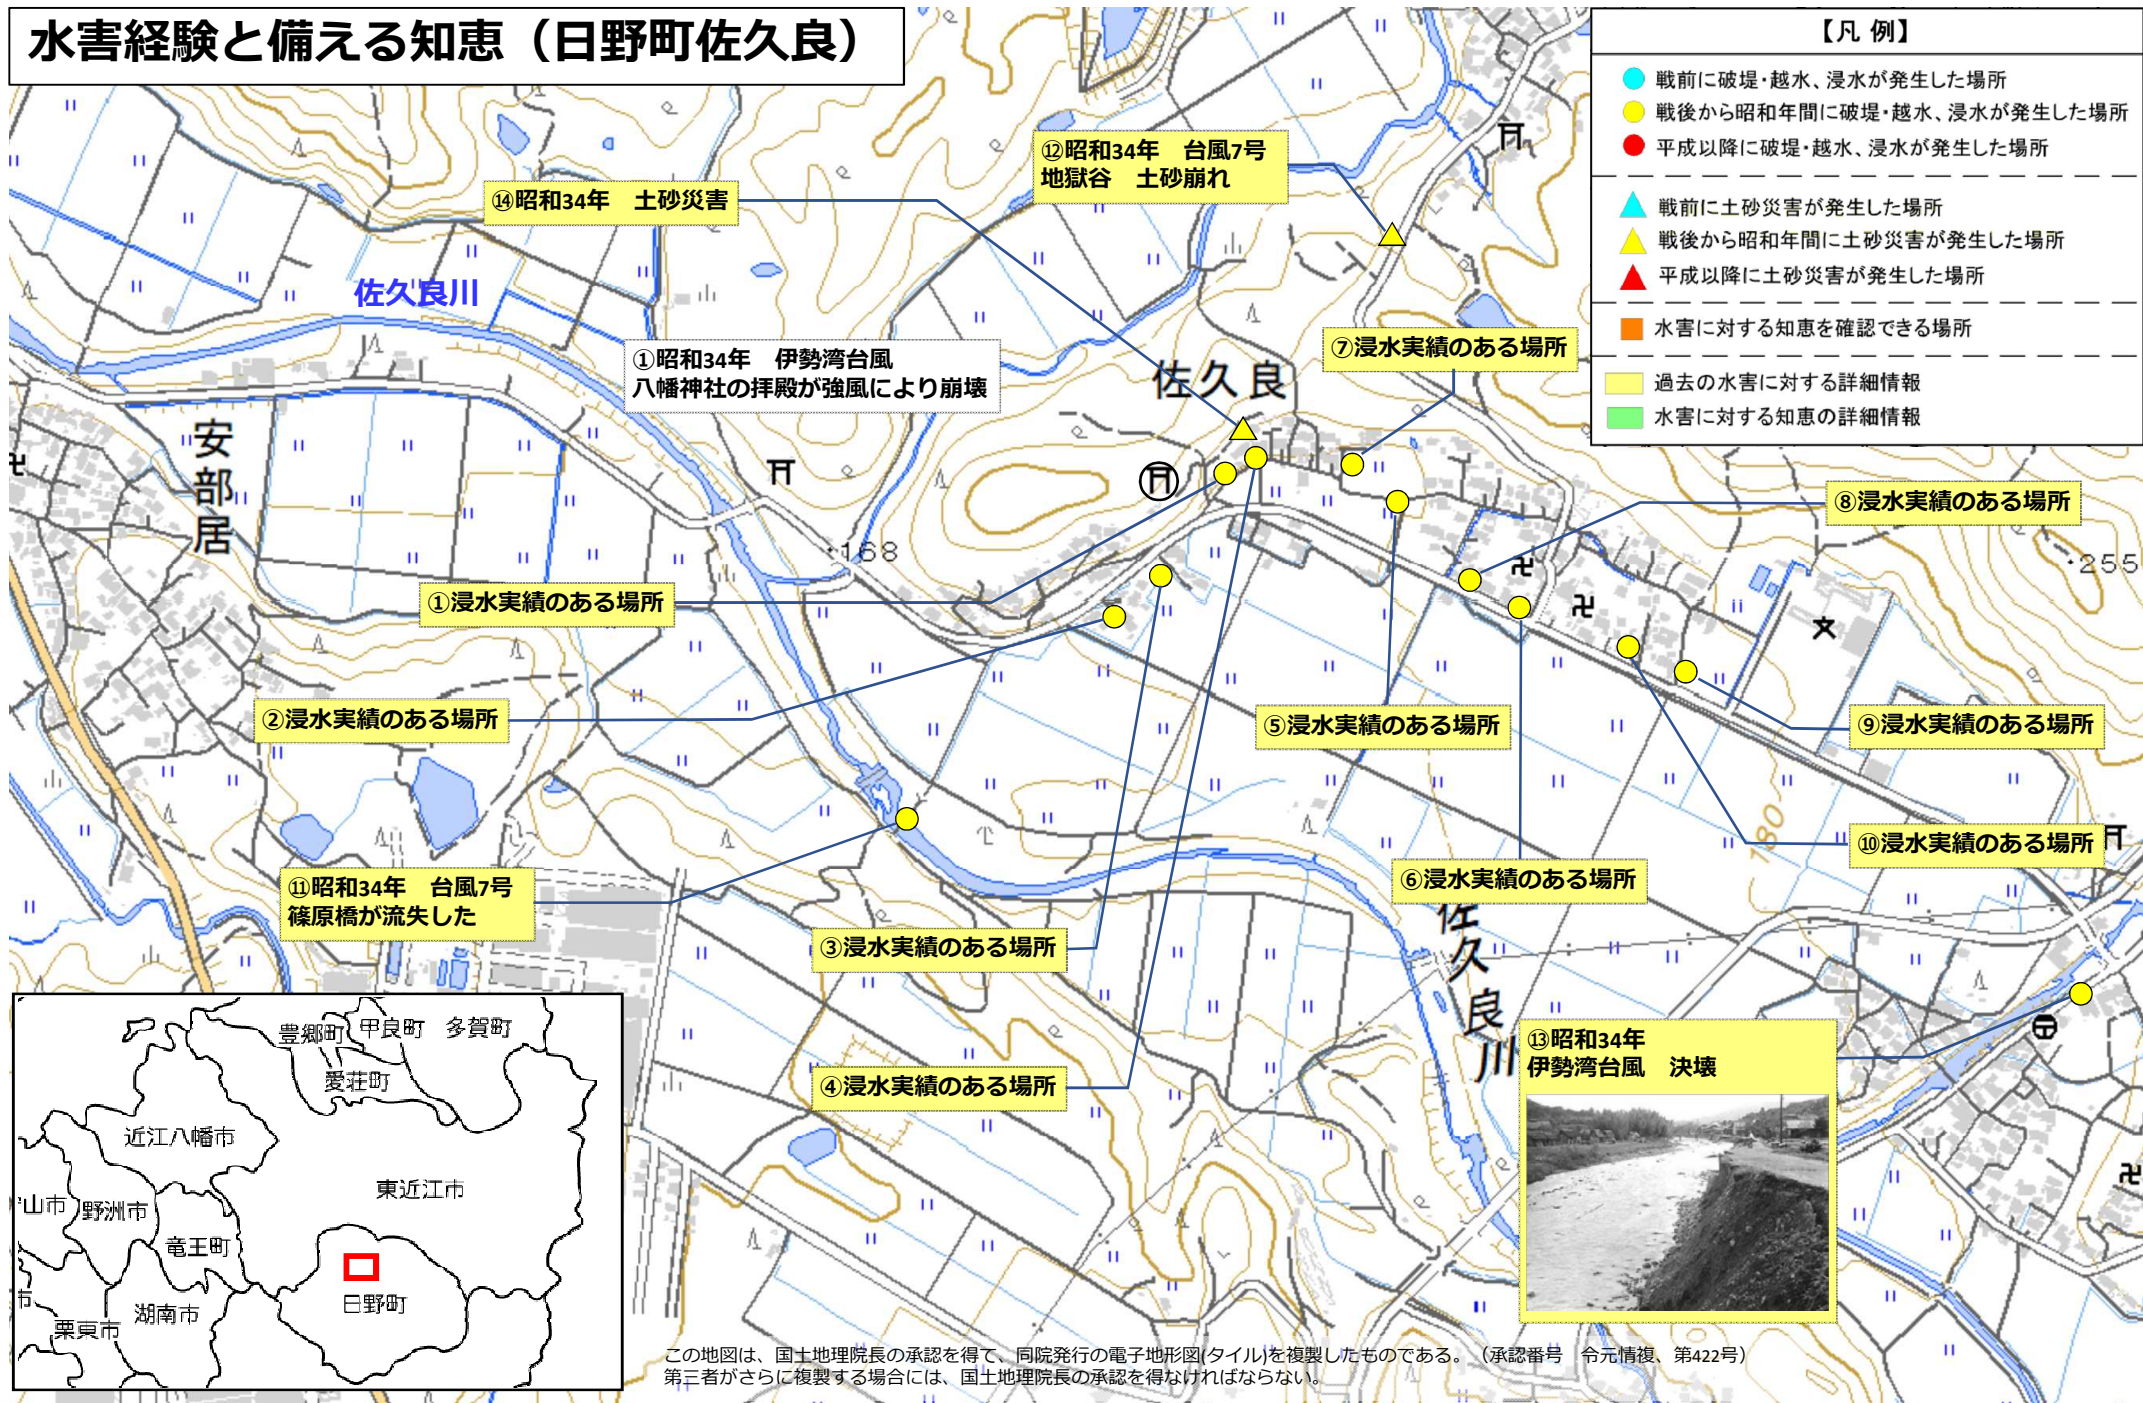 水害経験と備える知恵（日野町佐久良）
【凡 例】
戦前に破堤・越水、浸水が発生した場所
戦後から昭和年間に破堤・越水、浸水が発生した場所
平成以降に破堤・越水、浸水が発生した場所
戦前に土砂災害が発生した場所
戦後から昭和年間に土砂災害が発生した場所
平成以降に土砂災害が発生した場所
水害に対する知恵を確認できる場所
過去の水害に対する詳細情報
水害に対する知恵の詳細情報
⑫昭和34年　台風7号
地獄谷　土砂崩れ
⑭昭和34年　土砂災害
佐久良川
①昭和34年　伊勢湾台風
八幡神社の拝殿が強風により崩壊
⑦浸水実績のある場所
佐久良
安部居
⑧浸水実績のある場所
168
255
①浸水実績のある場所
②浸水実績のある場所
⑤浸水実績のある場所
⑨浸水実績のある場所
180
⑩浸水実績のある場所
⑥浸水実績のある場所
⑪昭和34年　台風7号
篠原橋が流失した
③浸水実績のある場所
佐久良川
④浸水実績のある場所
⑬昭和34年
伊勢湾台風　決壊
豊郷町
甲良町
多賀町
愛荘町
近江八幡市
東近江市
山市
野洲市
竜王町
日野町
湖南市
市
栗東市
この地図は、国土地理院長の承認を得て、同院発行の電子地形図(タイル)を複製したものである。（承認番号　令元情複、第422号）
第三者がさらに複製する場合には、国土地理院長の承認を得なければならない。